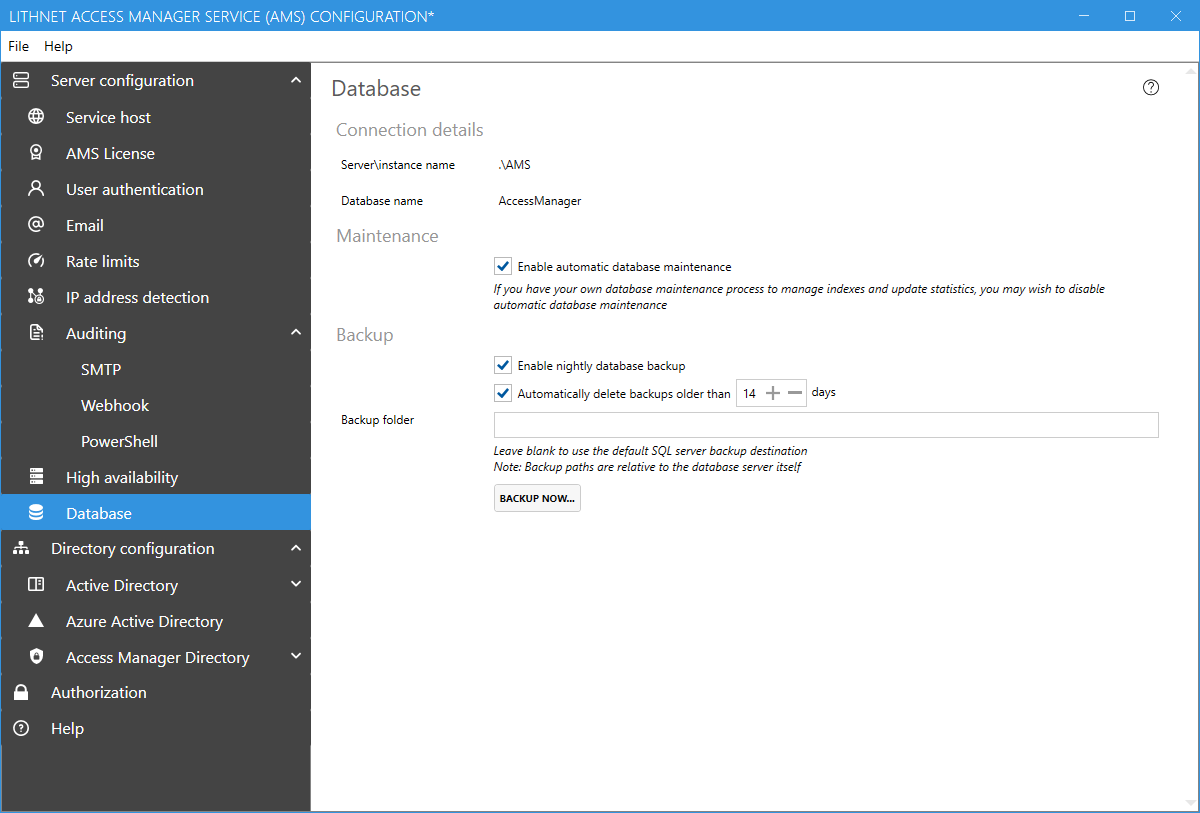 LITHNET ACCESS MANAGER SERVICE (AMS) CONFIGURATION*
File Help
Server configuration
Service host
AMS License
User authentication
Email
Rate limits
IP address detection
Auditing
SMTP
Webhook
PowerShell
High availability
Database
Directory configuration
Active Directory
Azure Active Directory
Access Manager Directory
Authorization
Help
Database
Connection details
Server\instance name .\AMS
Database name AccessManager
Maintenance
Enable automatic database maintenance
If you have your own database maintenance process to manage indexes and update statistics, you may wish to disable
automatic database maintenance
Backup
Enable nightly database backup
Automatically delete backups older than 14 days
Backup folder
Leave blank to use the default SQL server backup destination
Note: Backup paths are relative to the database server itself
BACKUP NOW...